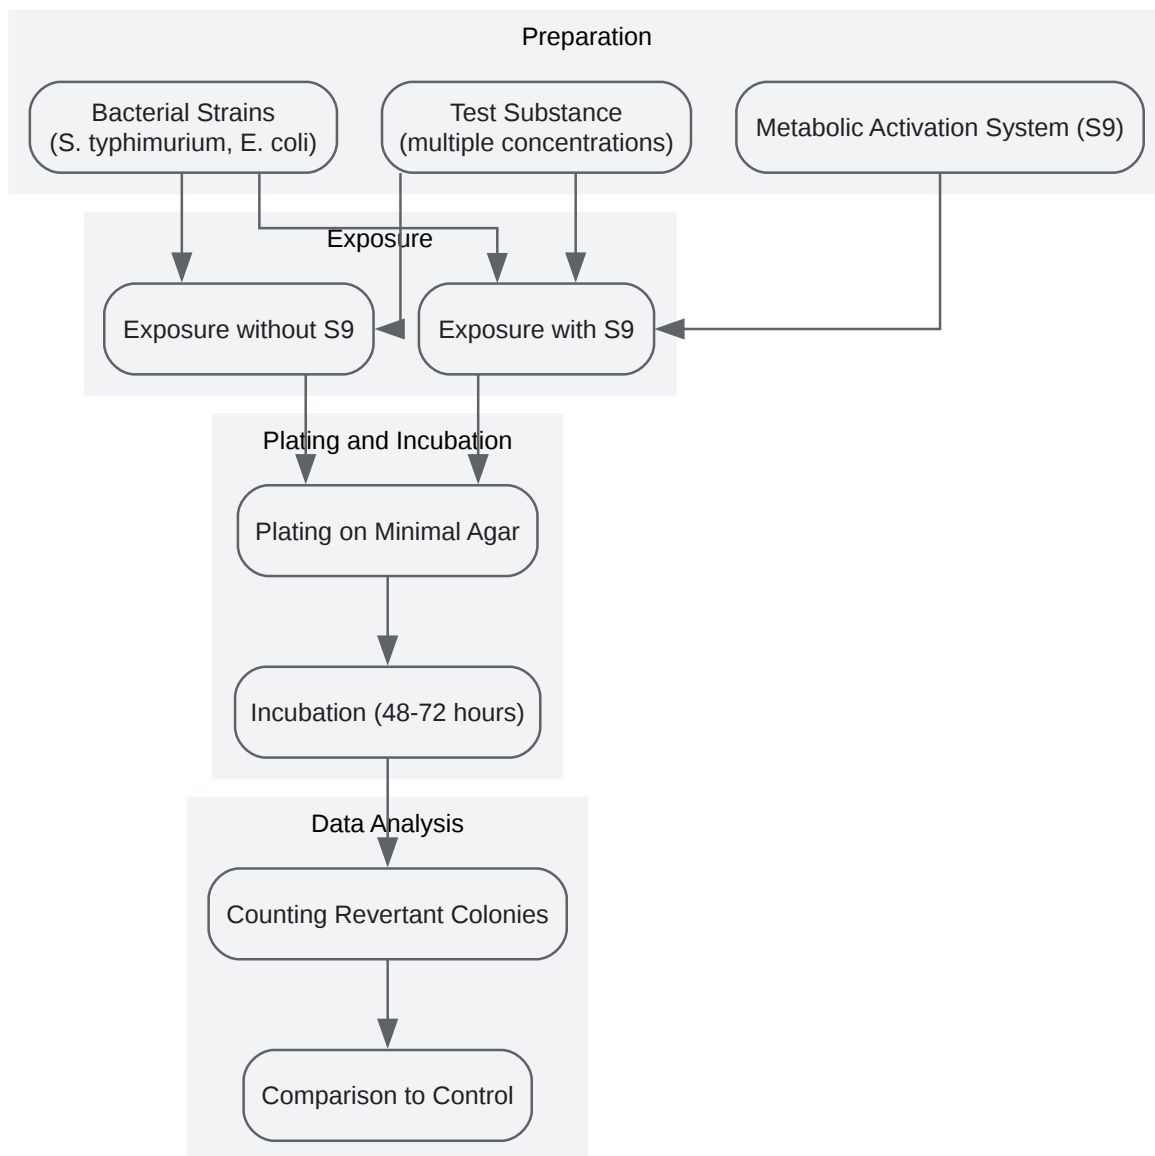 Preparation
Bacterial Strains
(S. typhimurium, E. coli)
Test Substance
(multiple concentrations)
Metabolic Activation System (S9)
Exposure
Exposure without S9
Exposure with S9
Plating and Incubation
Plating on Minimal Agar
Incubation (48-72 hours)
Data Analysis
Counting Revertant Colonies
Comparison to Control